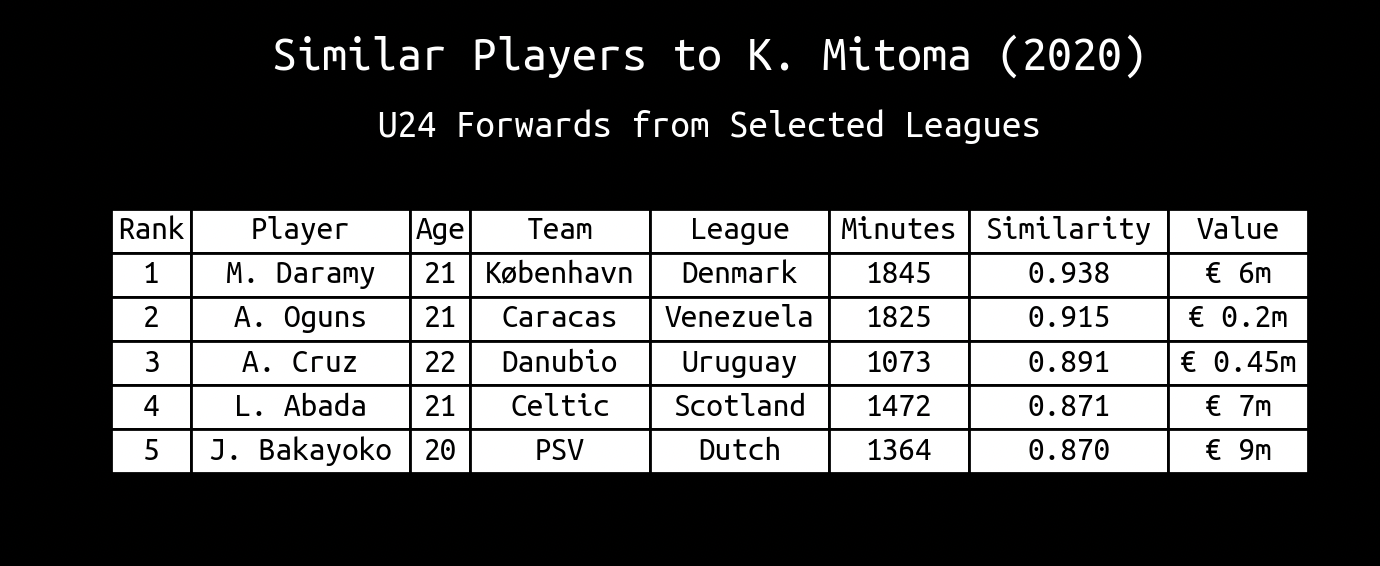 Similar Players to K. Mitoma (2020)
U24 Forwards from Selected Leagues
Rank Player Age Team League Minutes Similarity Value
1 M. Daramy 21 København Denmark 1845 0.938 € 6m
2 A. Oguns 21 Caracas Venezuela 1825 0.915 € 0.2m
3 A. Cruz 22 Danubio Uruguay 1073 0.891 € 0.45m
4 L. Abada 21 Celtic Scotland 1472 0.871 € 7m
5 J. Bakayoko 20 PSV Dutch 1364 0.870 € 9m